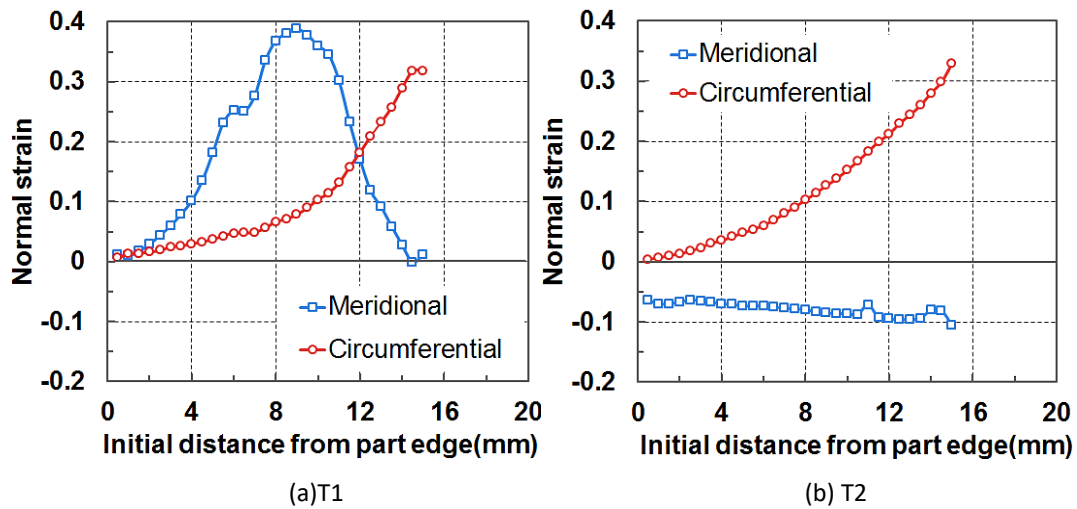 0.4
0.3
0.2
0.1
0
-0.1
-0.2
Normal strain
Meridional
Circumferential
0 4 8 12 16 20
Initial distance from part edge(mm)
(a)T1
0.4
0.3
0.2
0.1
0
-0.1
-0.2
Normal strain
Meridional
Circumferential
0 4 8 12 16 20
Initial distance from part edge(mm)
(b) T2